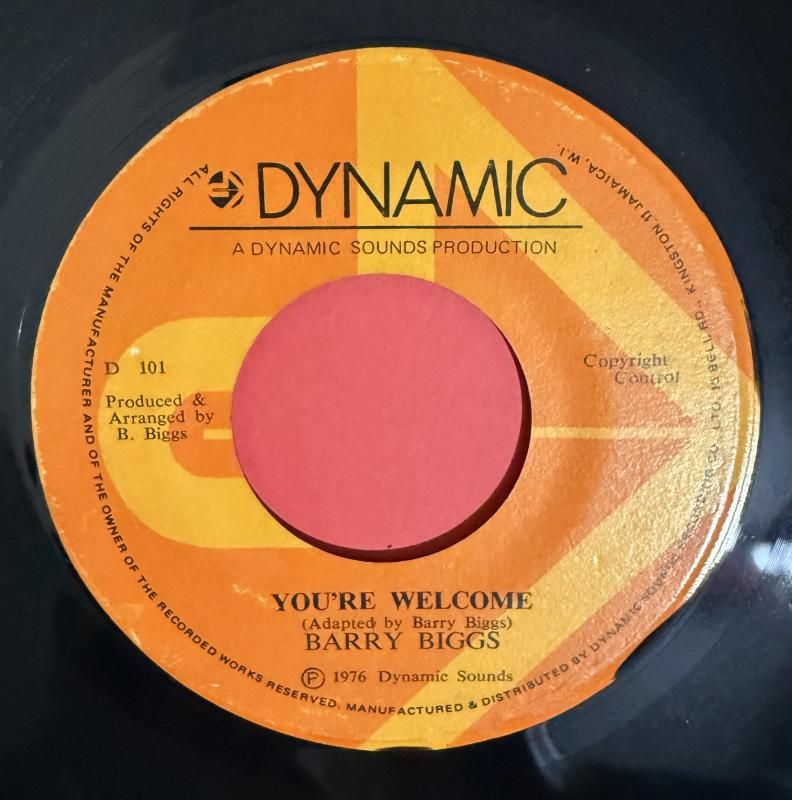 DYNAMIC
A DYNAMIC SOUNDS PRODUCTION
D 101
Produced &
Arranged by
B. Biggs
Copyright
Control
YOU'RE WELCOME
(Adapted by Barry Biggs)
BARRY BIGGS
Ⓟ 1976 Dynamic Sounds
ALL RIGHTS OF THE MANUFACTURER AND OF THE OWNER OF THE RECORDED WORKS RESERVED. MANUFACTURED & DISTRIBUTED BY DYNAMIC SOUNDS BELL RD., KINGSTON, 11 JAMAICA, W.I.